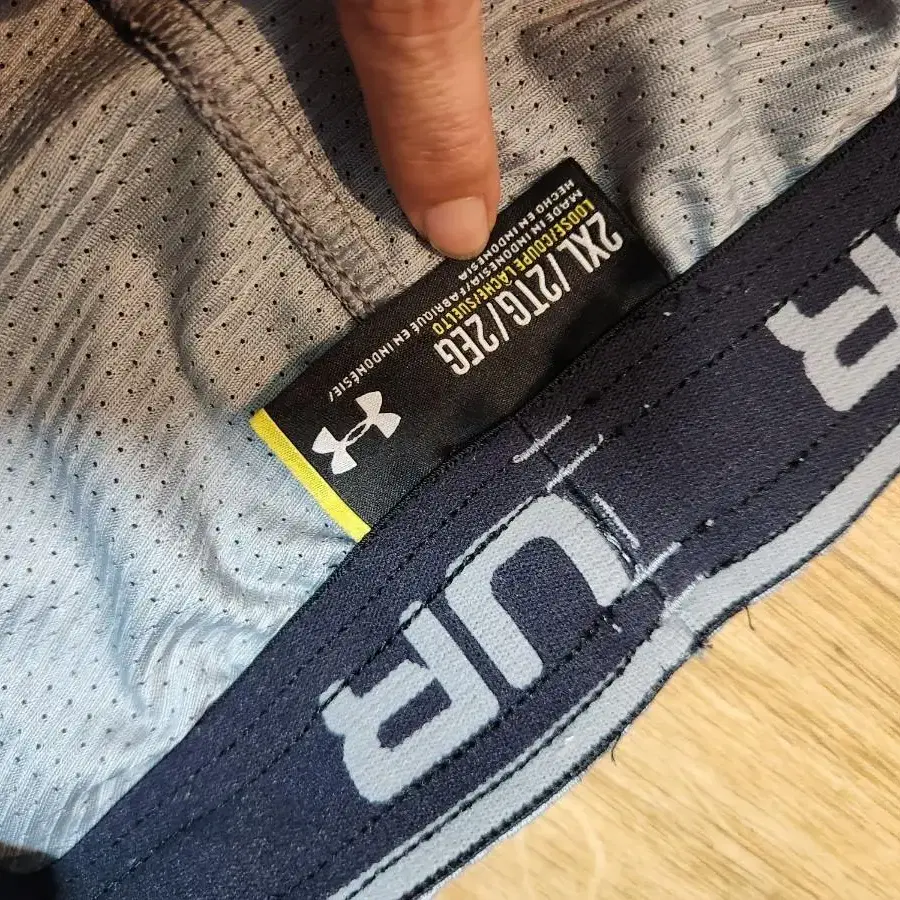 2XL/2TG/2EG
LOOSE/COUPE LÂCHE/SUELTO
MADE IN INDONESIA/FABRIQUÉ EN INDONÉSIE/
HECHO EN INDONESIA
UR
R